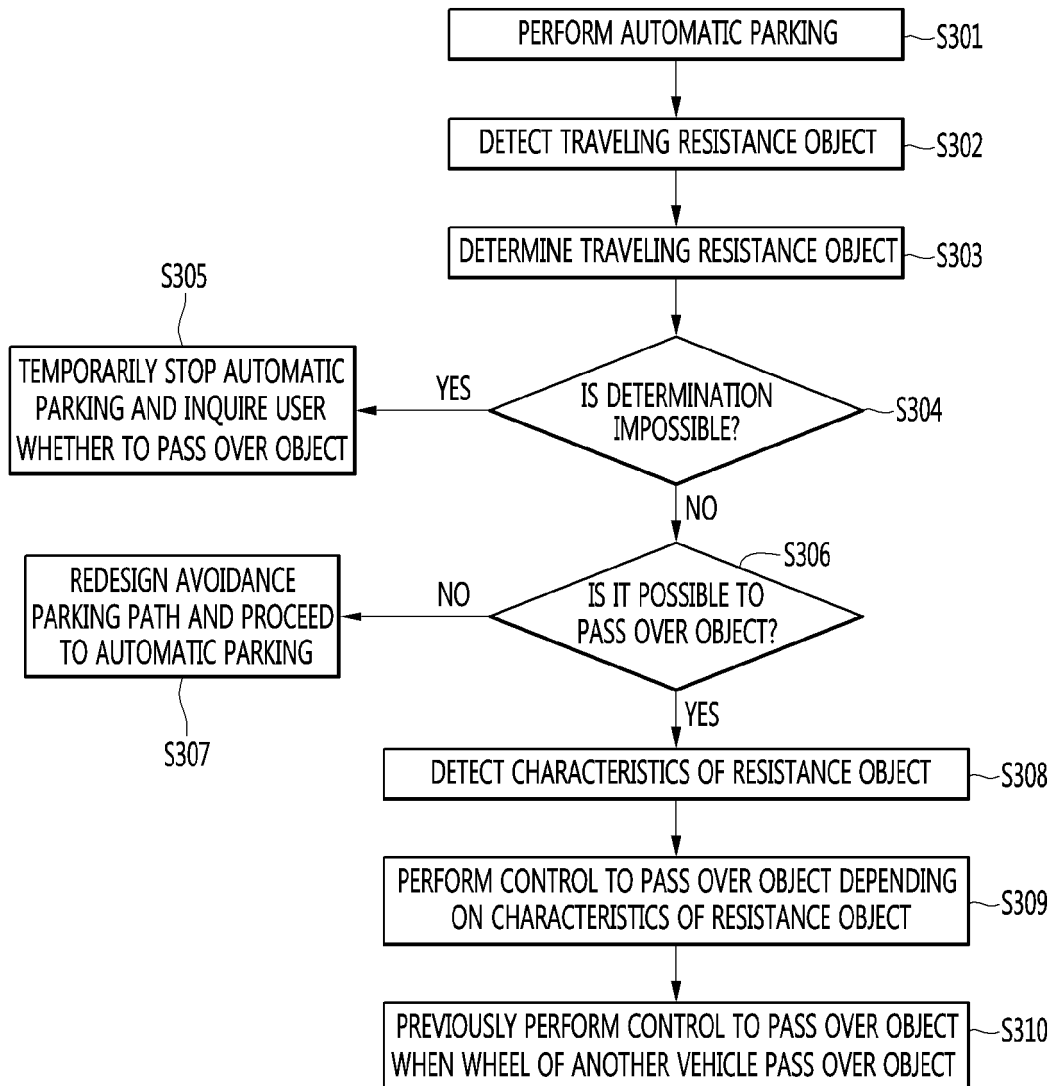 PERFORM AUTOMATIC PARKING
S301
DETECT TRAVELING RESISTANCE OBJECT
S302
DETERMINE TRAVELING RESISTANCE OBJECT
S303
S305
TEMPORARILY STOP AUTOMATIC
PARKING AND INQUIRE USER
WHETHER TO PASS OVER OBJECT
YES
IS DETERMINATION
IMPOSSIBLE?
S304
NO
S306
REDESIGN AVOIDANCE
PARKING PATH AND PROCEED
TO AUTOMATIC PARKING
NO
IS IT POSSIBLE TO
PASS OVER OBJECT?
S307
YES
DETECT CHARACTERISTICS OF RESISTANCE OBJECT
S308
PERFORM CONTROL TO PASS OVER OBJECT DEPENDING
ON CHARACTERISTICS OF RESISTANCE OBJECT
S309
PREVIOUSLY PERFORM CONTROL TO PASS OVER OBJECT
WHEN WHEEL OF ANOTHER VEHICLE PASS OVER OBJECT
S310